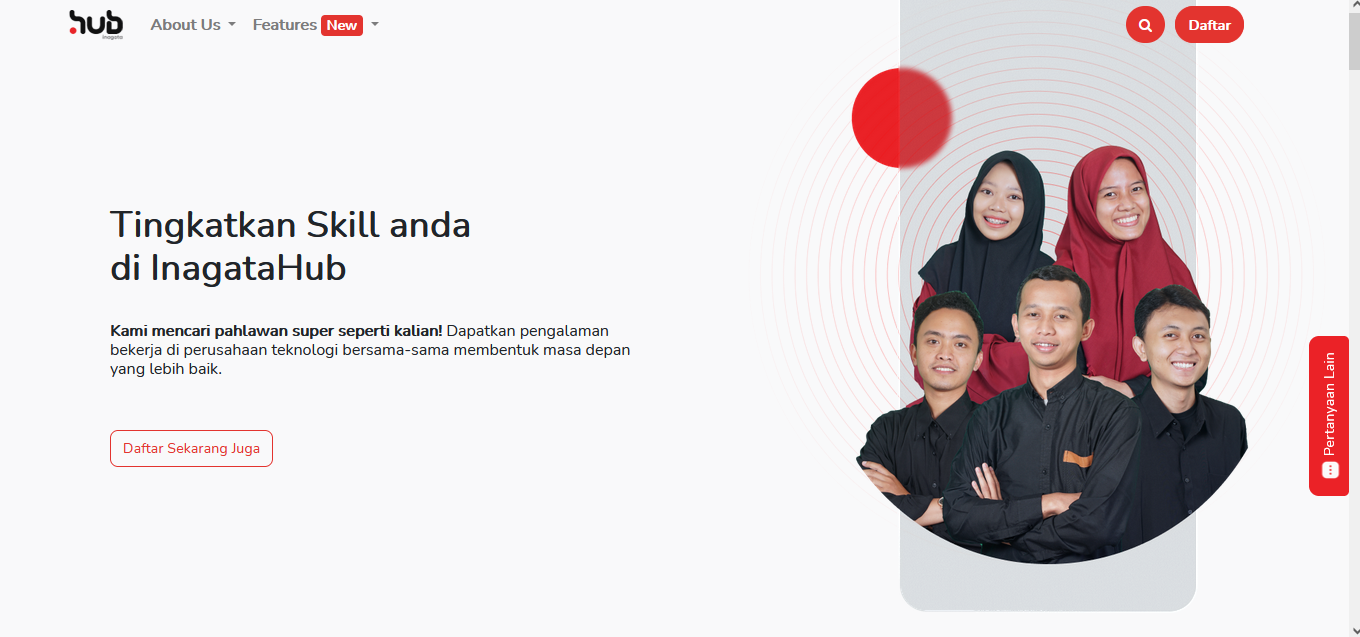 hub
inagata
About Us
Features New
Daftar
Tingkatkan Skill anda
di InagataHub
Kami mencari pahlawan super seperti kalian! Dapatkan pengalaman
bekerja di perusahaan teknologi bersama-sama membentuk masa depan
yang lebih baik.
Daftar Sekarang Juga
Pertanyaan Lain